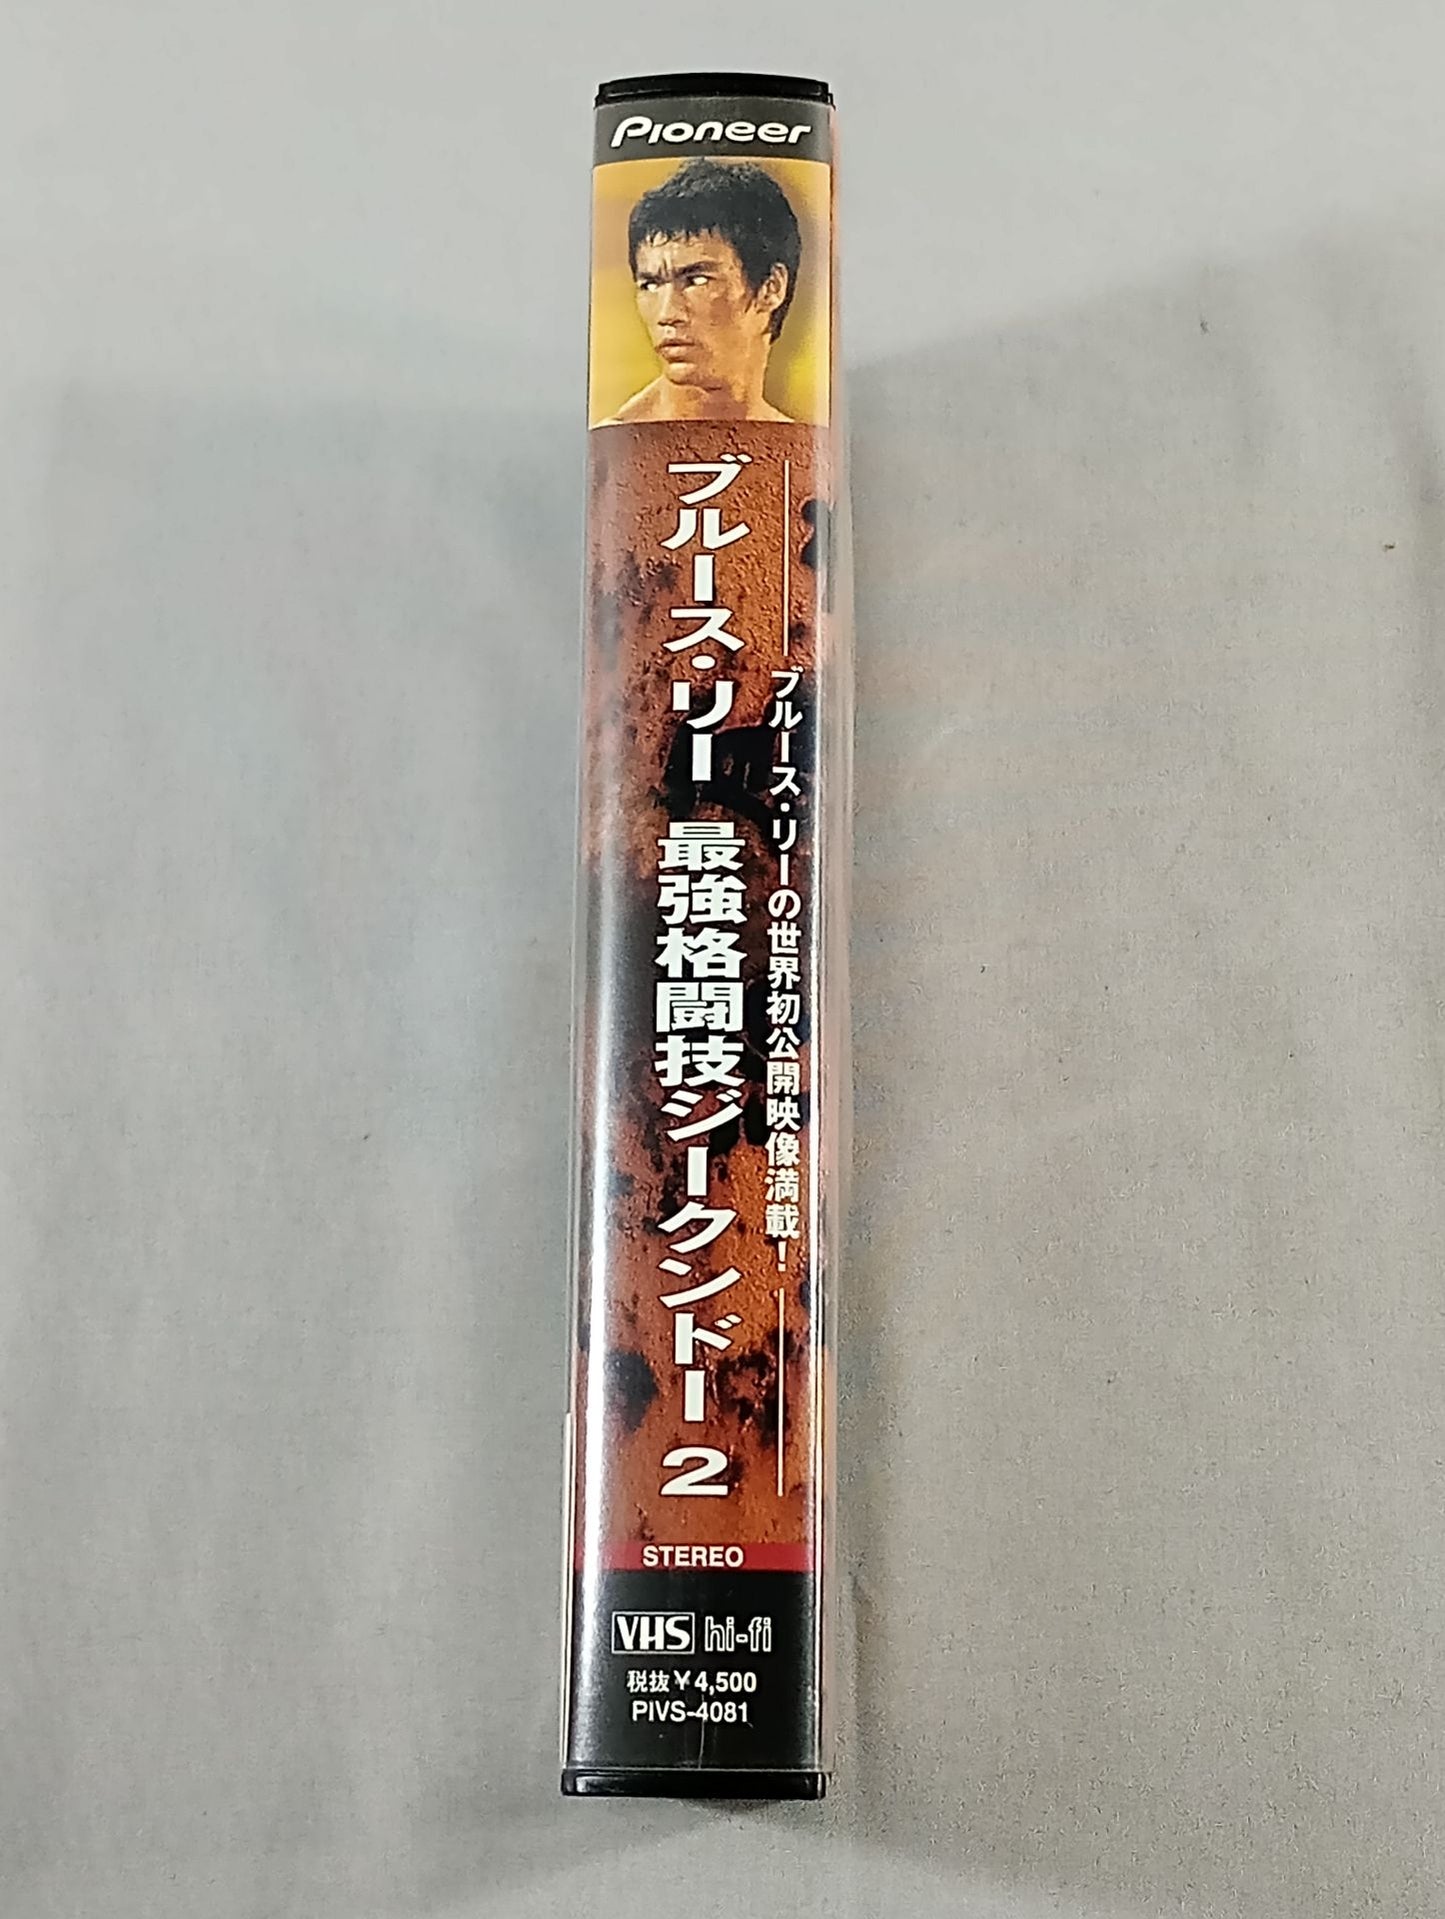 Pioneer
ブルース・リーの世界初公開映像満載！
ブルース・リー 最強格闘技ジークンドー 2
STEREO
VHS hi-fi
税抜￥4,500
PIVS-4081